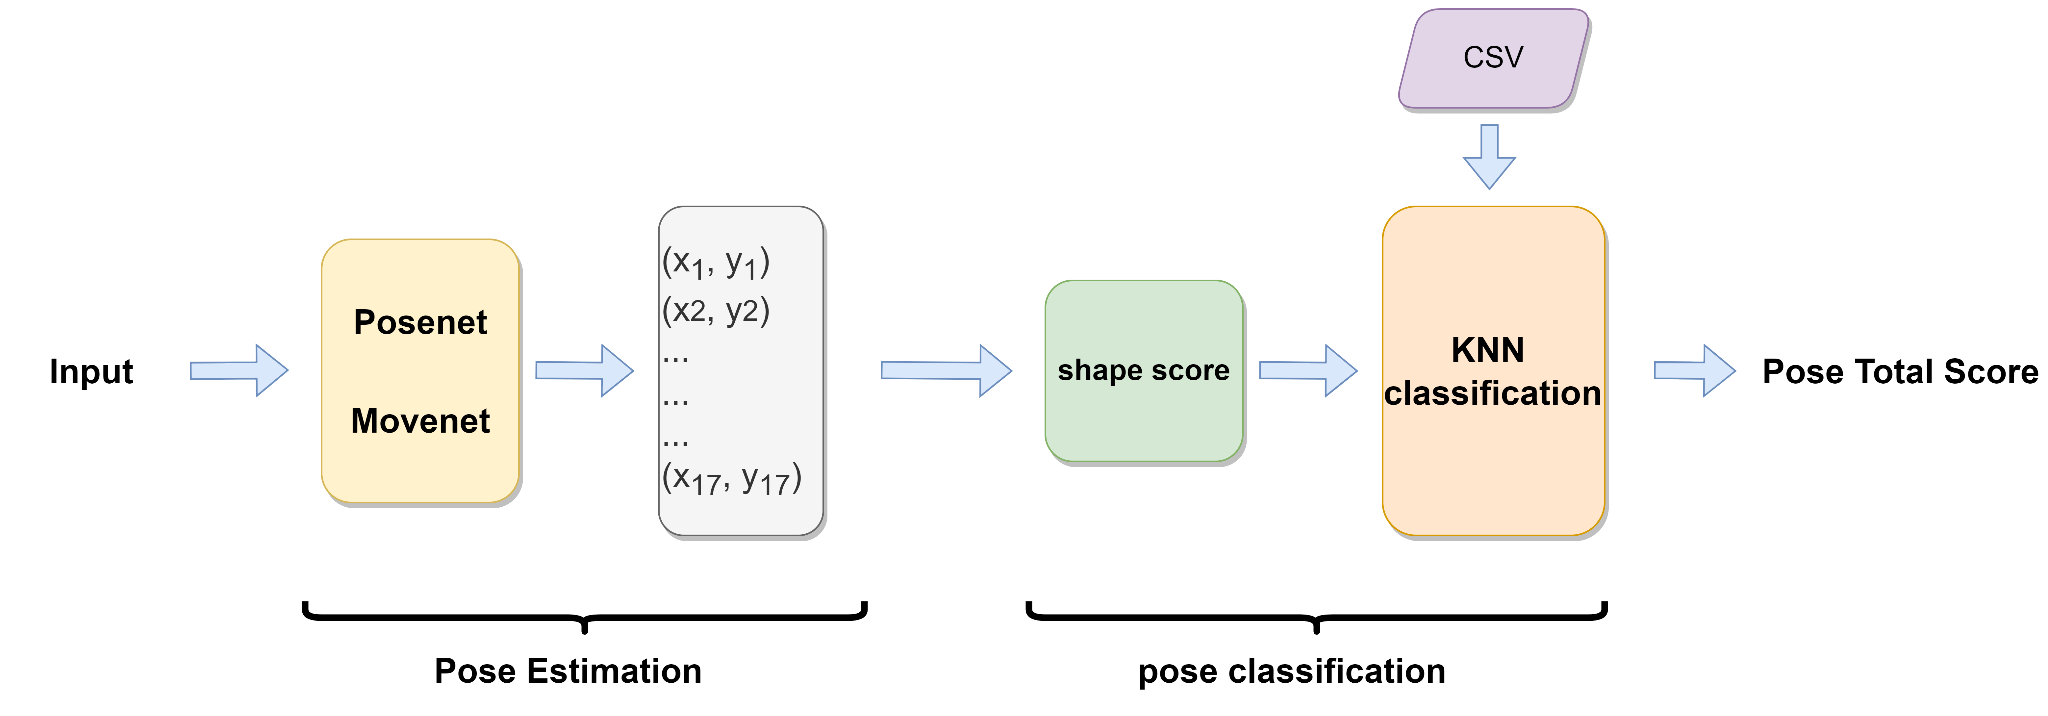 CSV
Input
Posenet
Movenet
(x1, y1)
(x2, y2)
...
...
...
(x17, y17)
shape score
KNN
classification
Pose Total Score
Pose Estimation
pose classification